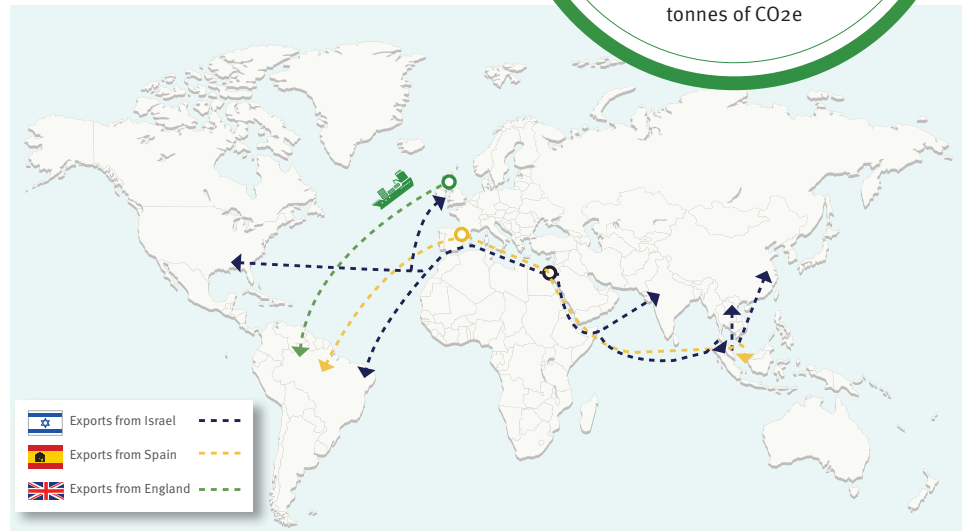 tonnes of CO2e
Exports from Israel
Exports from Spain
Exports from England